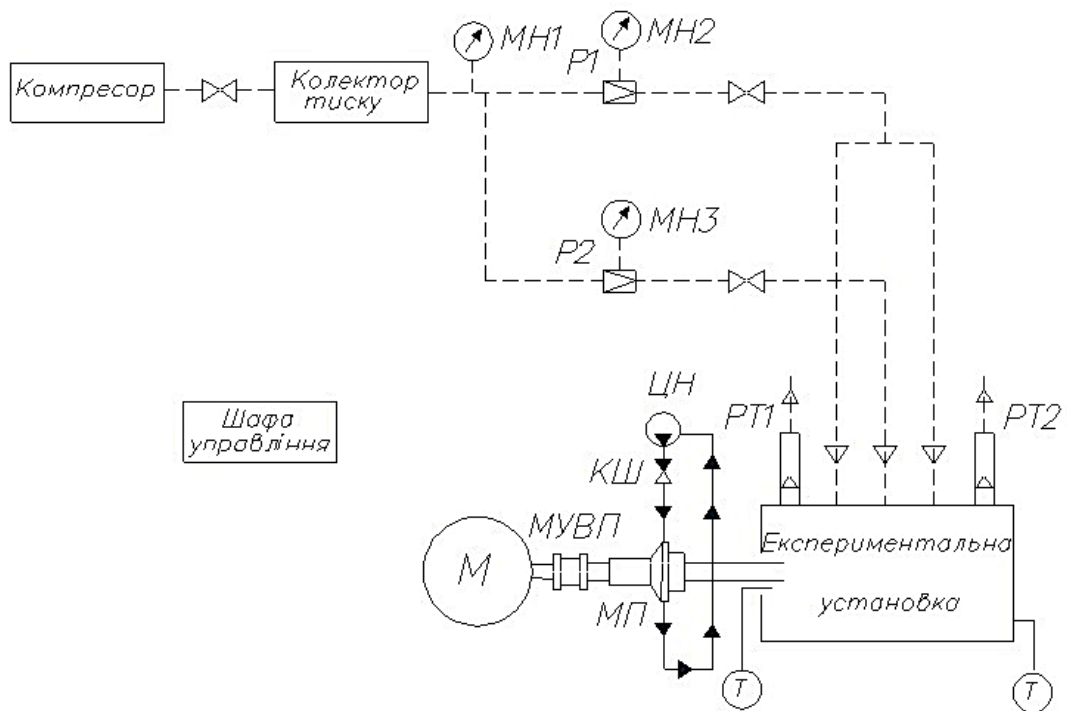 МН1
МН2
Р1
Компресор
Колектор
тиску
МН3
Р2
ЦН
РТ1
РТ2
Шафа
управління
КШ
МУВП
М
Експериментальна
установка
МП
Т
Т